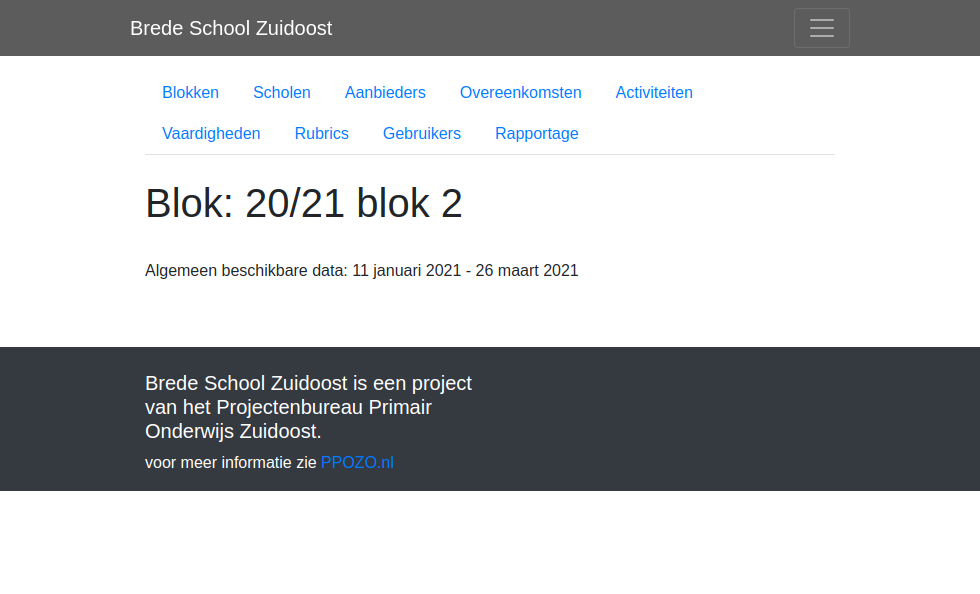 Brede School Zuidoost
Blokken Scholen Aanbieders Overeenkomsten Activiteiten
Vaardigheden Rubrics Gebruikers Rapportage
Blok: 20/21 blok 2
Algemeen beschikbare data: 11 januari 2021 - 26 maart 2021
Brede School Zuidoost is een project
van het Projectenbureau Primair
Onderwijs Zuidoost.
voor meer informatie zie PPOZO.nl